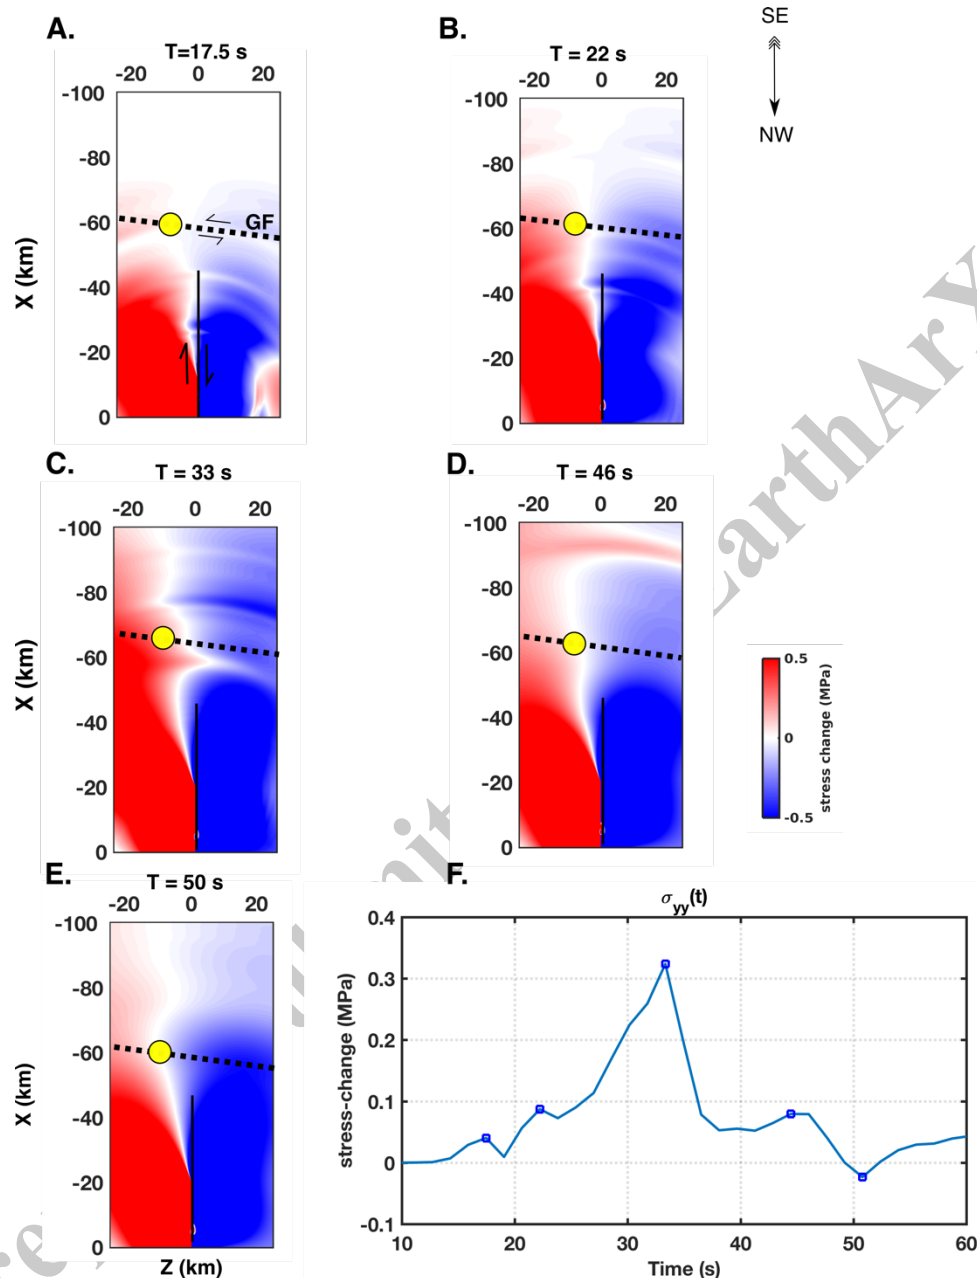 A.
T=17.5 s
-20 0 20
-100
-80
-60
-40
-20
0
X (km)
GF
B.
T = 22 s
-20 0 20
-100
-80
-60
-40
-20
0
SE
NW
C.
T = 33 s
-20 0 20
-100
-80
-60
-40
-20
0
X (km)
D.
T = 46 s
-20 0 20
-100
-80
-60
-40
-20
0
0.5
0
-0.5
stress change (MPa)
E.
T = 50 s
-20 0 20
-100
-80
-60
-40
-20
0
X (km)
Z (km)
F.
σyy(t)
0.4
0.3
0.2
0.1
0
-0.1
stress-change (MPa)
10 20 30 40 50 60
Time (s)